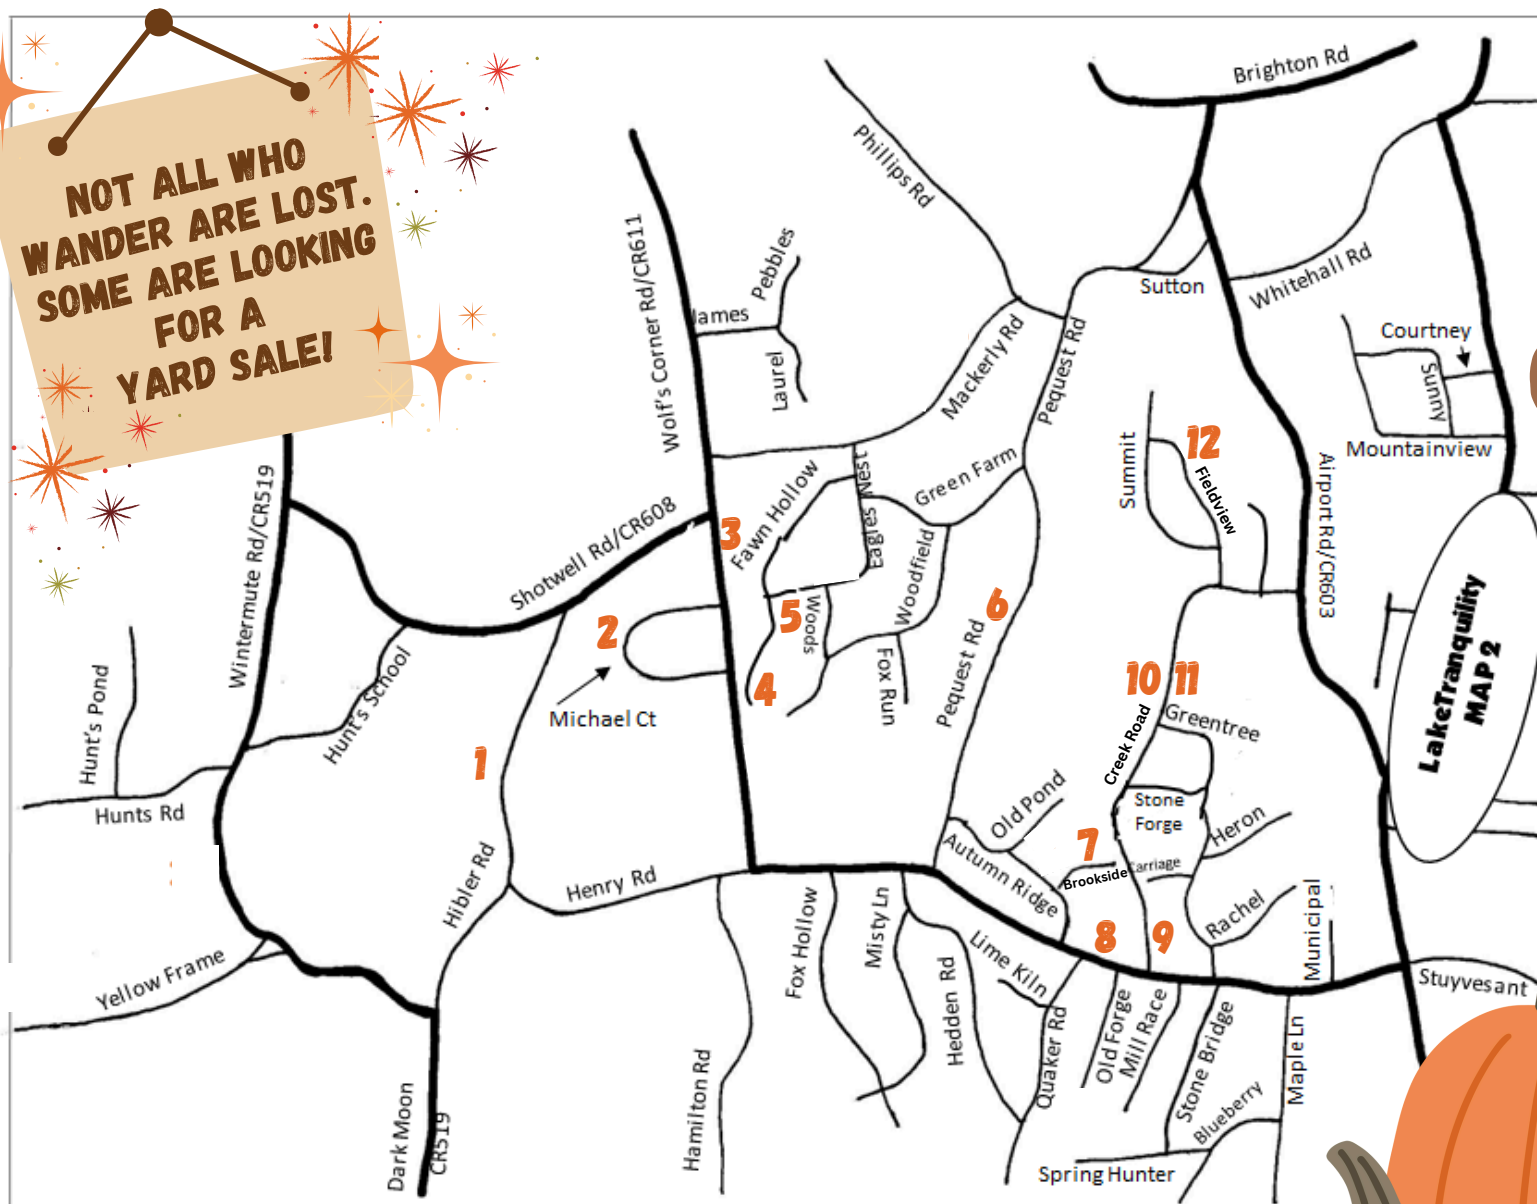 NOT ALL WHO
WANDER ARE LOST.
SOME ARE LOOKING
FOR A
YARD SALE!
Brighton Rd
Phillips Rd
Wolf's Corner Rd/CR611
Pebbles
James
Laurel
Sutton
Whitehall Rd
Courtney
Sunny
Mountainview
Mackerly Rd
Pequest Rd
Green Farm
Summit
12
Fieldview
Airport Rd/CR603
Wintermute Rd/CR519
Shotwell Rd/CR608
3
Fawn Hollow
Eagles Nest
Woodfield
6
Pequest Rd
5
Woods
4
Fox Run
2
Michael Ct
Hunt's School
Hunt's Pond
Hunts Rd
1
Hibler Rd
Henry Rd
10
11
Creek Road
Greentree
Stone
Forge
Heron
Old Pond
7
Brookside
Carriage
Autumn Ridge
8
9
Rachel
Municipal
LakeTranquility
MAP 2
Yellow Frame
Fox Hollow
Misty Ln
Lime Kiln
Hedden Rd
Quaker Rd
Old Forge
Mill Race
Stone Bridge
Blueberry
Maple Ln
Stuyvesant
Spring Hunter
Hamilton Rd
Dark Moon
CR519